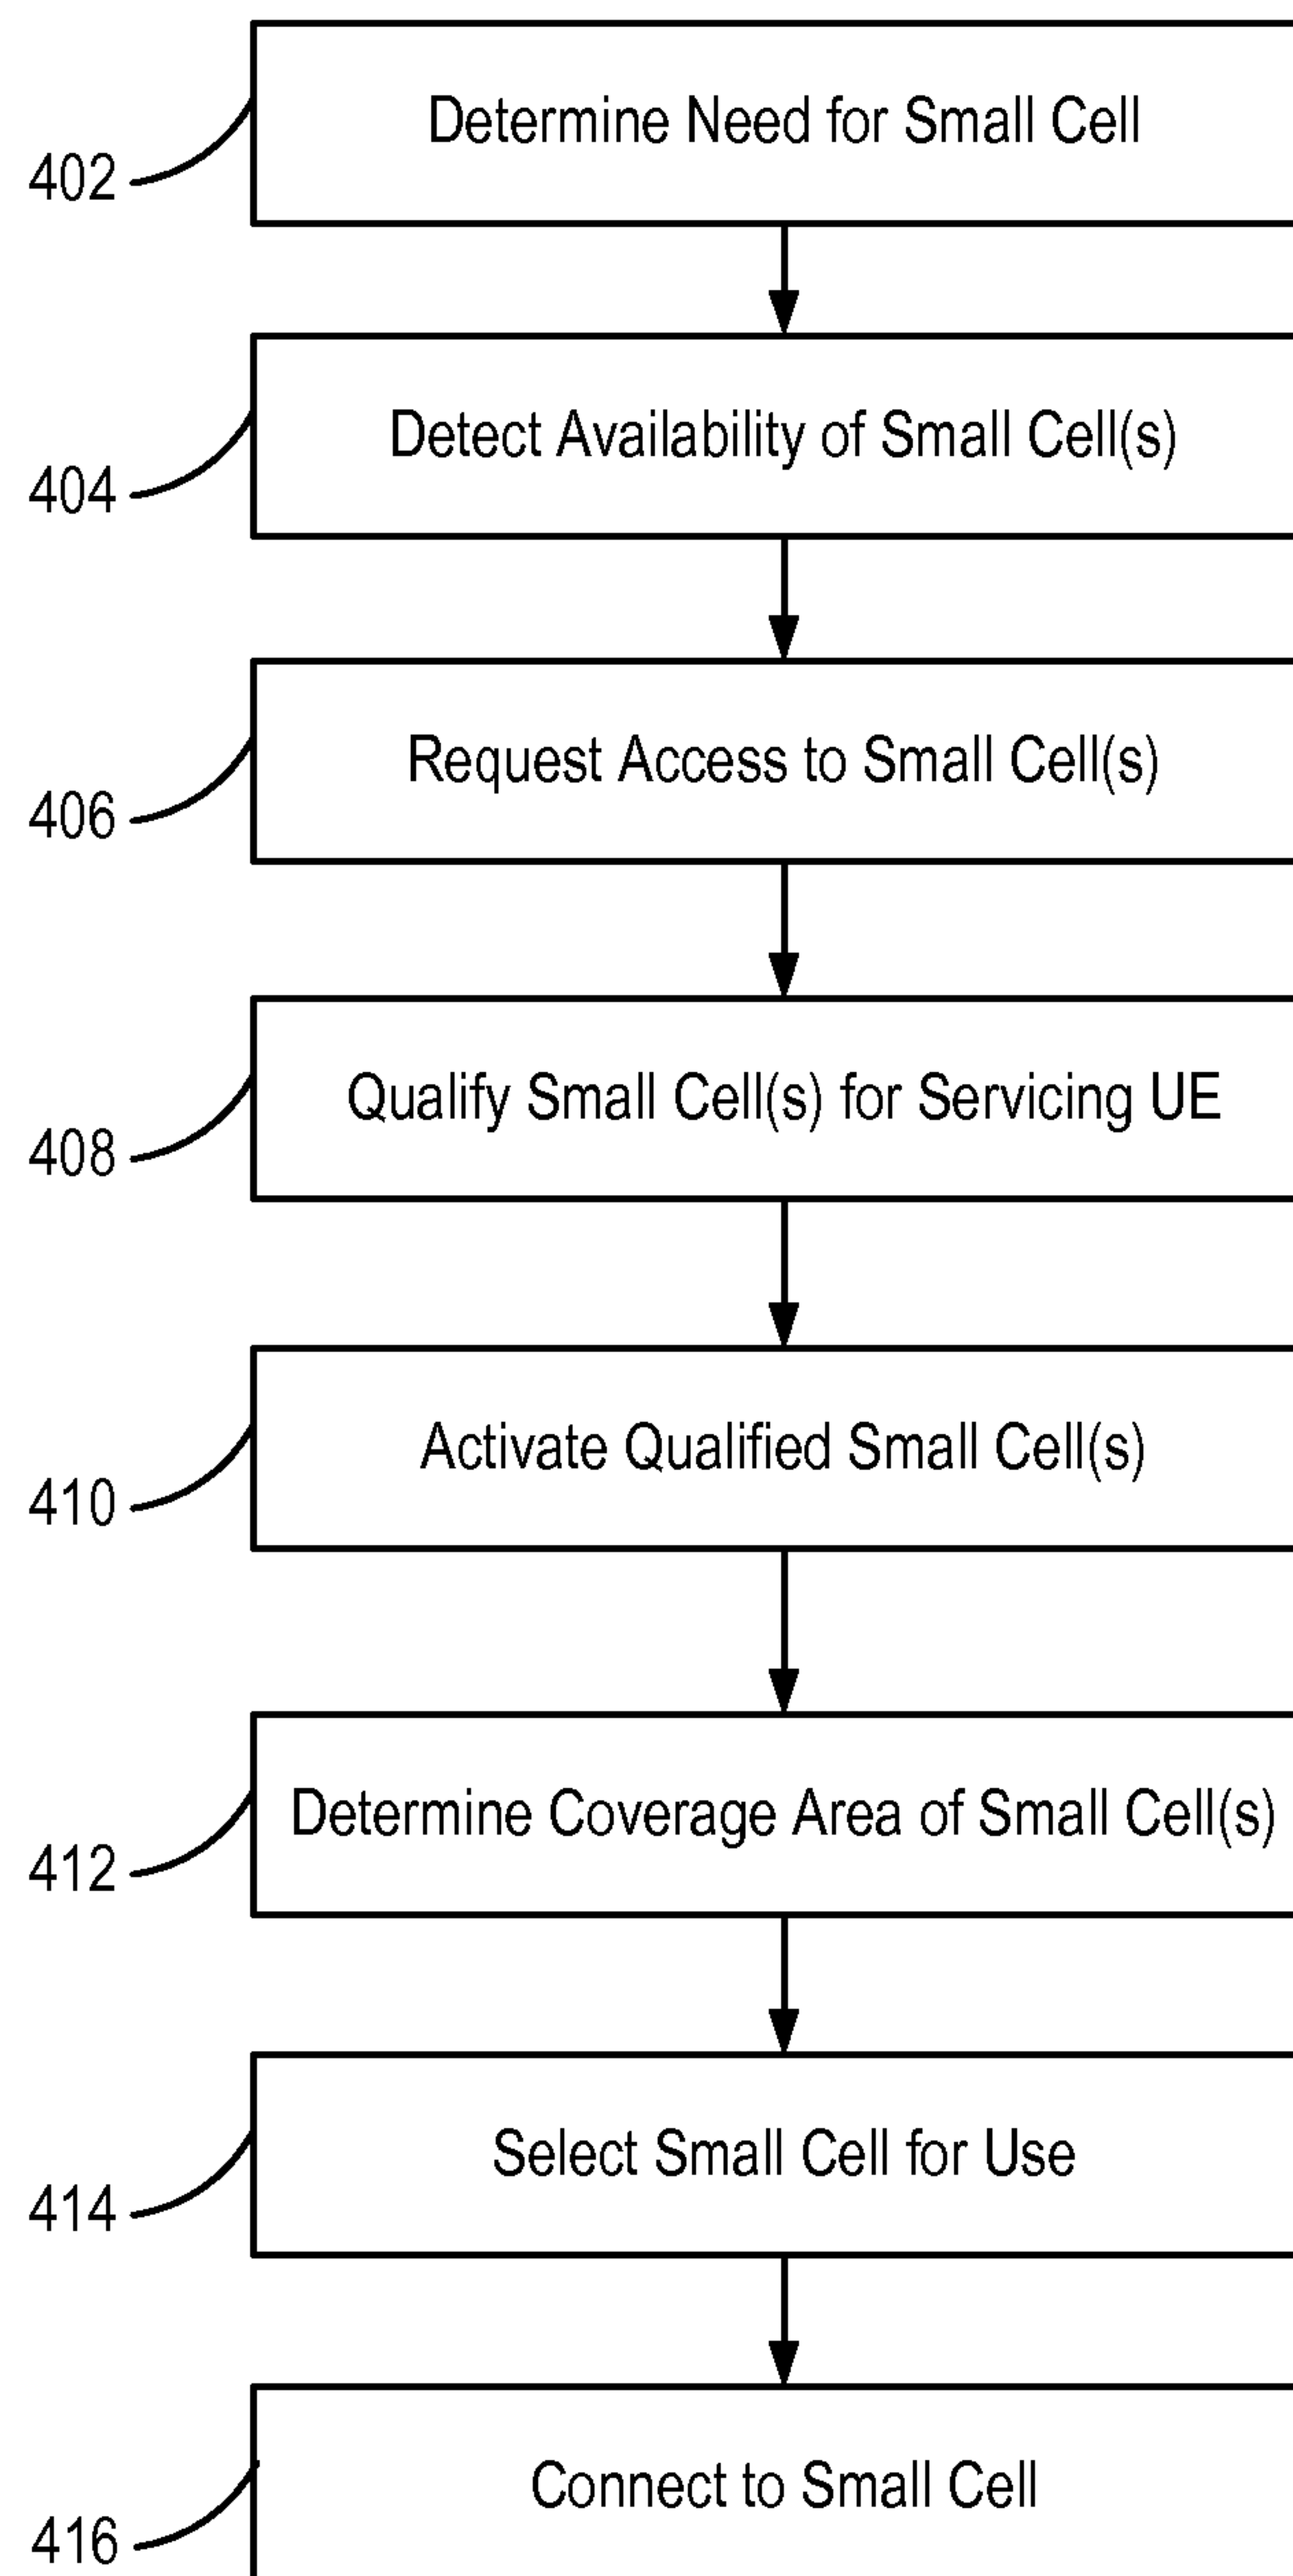 Determine Need for Small Cell
402
Detect Availability of Small Cell(s)
404
Request Access to Small Cell(s)
406
Qualify Small Cell(s) for Servicing UE
408
Activate Qualified Small Cell(s)
410
Determine Coverage Area of Small Cell(s)
412
Select Small Cell for Use
414
Connect to Small Cell
416